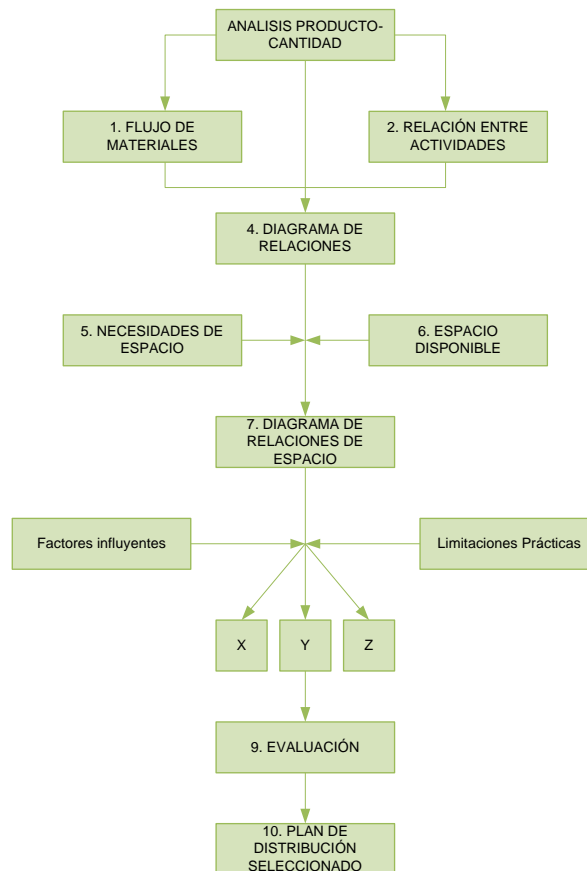 ANALISIS PRODUCTO-
CANTIDAD
1. FLUJO DE
MATERIALES
2. RELACIÓN ENTRE
ACTIVIDADES
4. DIAGRAMA DE
RELACIONES
5. NECESIDADES DE
ESPACIO
6. ESPACIO
DISPONIBLE
7. DIAGRAMA DE
RELACIONES DE
ESPACIO
Factores influyentes
Limitaciones Prácticas
X
Y
Z
9. EVALUACIÓN
10. PLAN DE
DISTRIBUCIÓN
SELECCIONADO